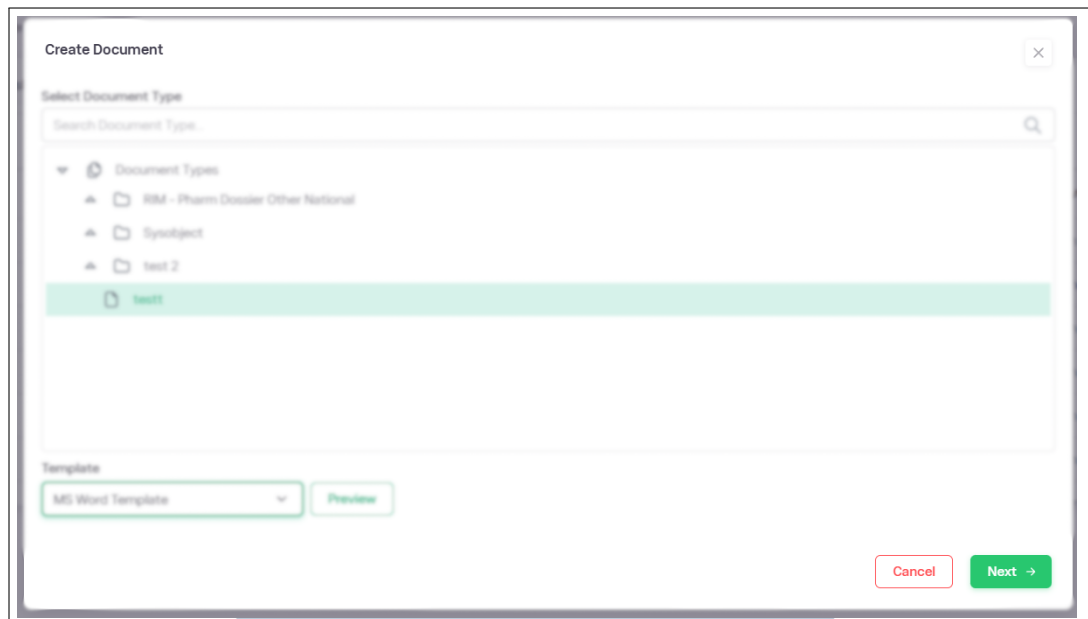 Create Document
Select Document Type
Search Document Type..
Document Types
RIM - Pharm Dossier Other National
Sysobject
test 2
testt
Template
MS Word Template
Preview
Cancel
Next